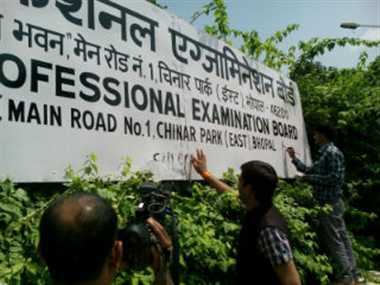 केशनल एग्जामिनेशन बोर्ड
भवन", मेन रोड नं. 1, चिनार पार्क (ईस्ट) भोपाल
OFESSIONAL EXAMINATION BOARD
MAIN ROAD No.1, CHINAR PARK (EAST) BHOPAL